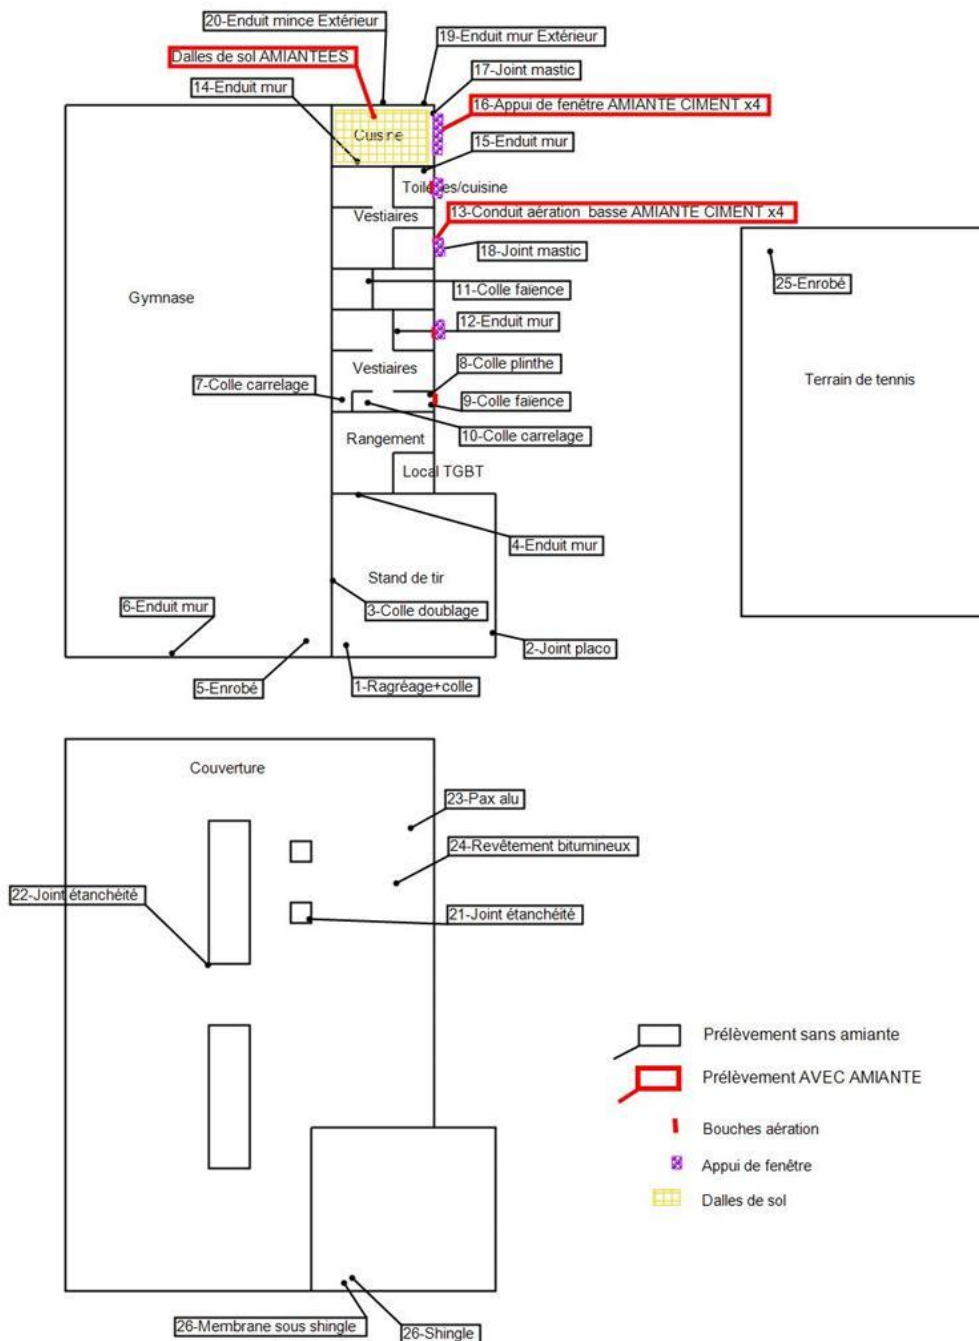 20-Enduit mince Extérieur
19-Enduit mur Extérieur
Dalles de sol AMIANTEES
17-Joint mastic
14-Enduit mur
16-Appui de fenêtre AMIANTE CIMENT x4
Cuisine
15-Enduit mur
Toilettes/cuisine
Vestiaires
13-Conduit aération basse AMIANTE CIMENT x4
18-Joint mastic
25-Enrobé
11-Colle faïence
Gymnase
12-Enduit mur
8-Colle plinthe
Vestiaires
7-Colle carrelage
Terrain de tennis
9-Colle faïence
10-Colle carrelage
Rangement
Local TGBT
4-Enduit mur
Stand de tir
3-Colle doublage
6-Enduit mur
2-Joint placo
5-Enrobé
1-Ragréage+colle
Couverture
23-Pax alu
24-Revêtement bitumineux
22-Joint étanchéité
21-Joint étanchéité
Prélèvement sans amiante
Prélèvement AVEC AMIANTE
Bouches aération
Appui de fenêtre
Dalles de sol
26-Membrane sous shingle
26-Shingle